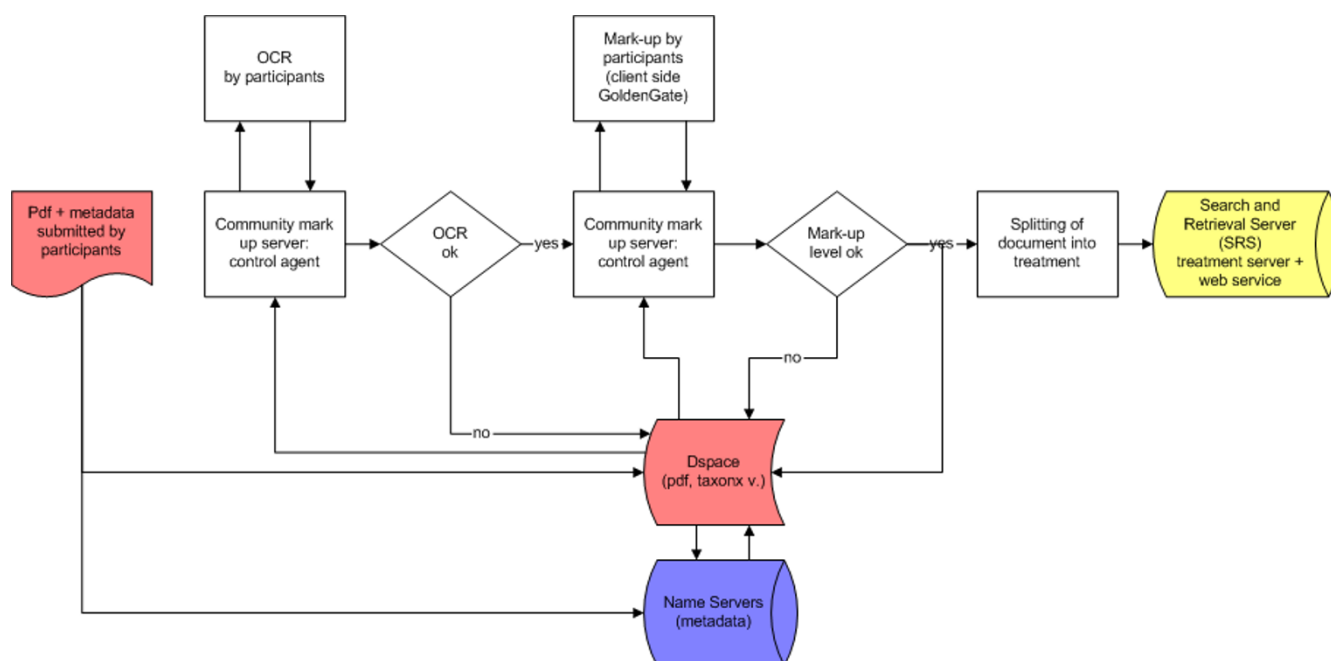 OCR
by participants
Mark-up by
participants
(client side
GoldenGate)
Pdf + metadata
submitted by
participants
Community mark
up server:
control agent
OCR
ok
yes
Community mark
up server:
control agent
Mark-up
level ok
yes
Splitting of
document into
treatment
Search and
Retrieval Server
(SRS)
treatment server +
web service
no
no
Dspace
(pdf, taxonx v.)
Name Servers
(metadata)